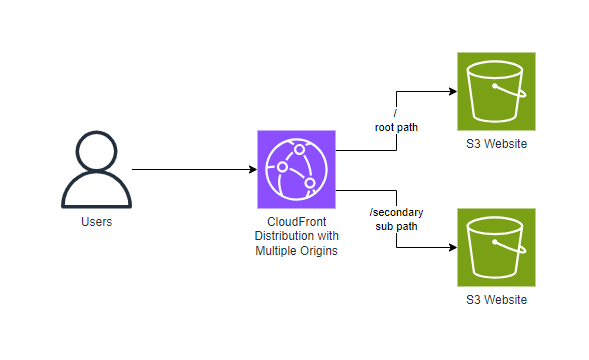 Users
CloudFront
Distribution with
Multiple Origins
/
root path
/secondary
sub path
S3 Website
S3 Website